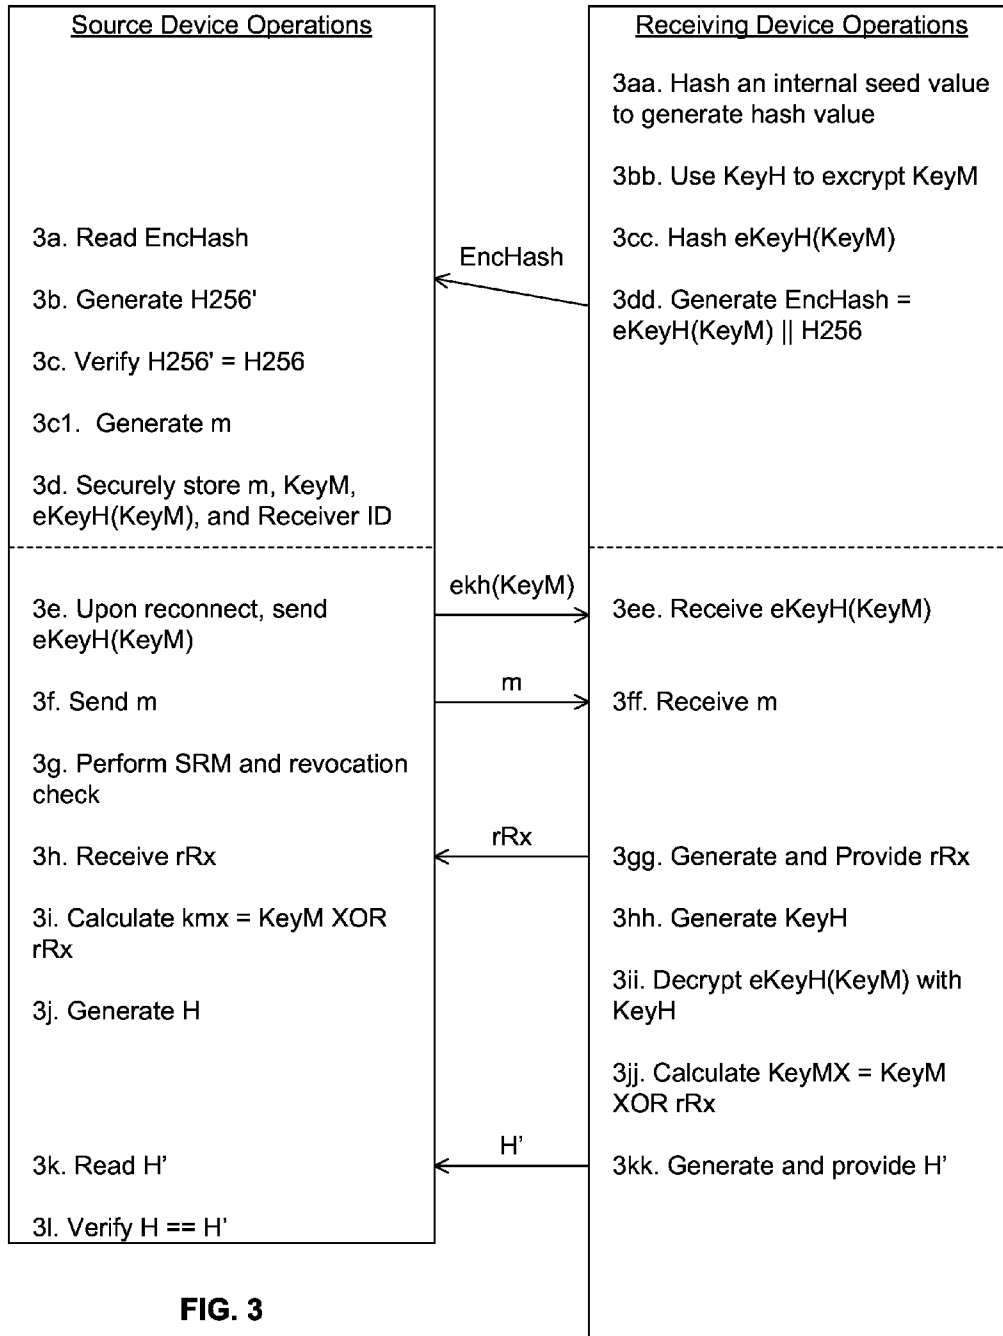 Source Device Operations
3a. Read EncHash
3b. Generate H256'
3c. Verify H256' = H256
3c1.  Generate m
3d. Securely store m, KeyM,
eKeyH(KeyM), and Receiver ID
3e. Upon reconnect, send
eKeyH(KeyM)
3f. Send m
3g. Perform SRM and revocation
check
3h. Receive rRx
3i. Calculate kmx = KeyM XOR
rRx
3j. Generate H
3k. Read H'
3l. Verify H == H'
EncHash
ekh(KeyM)
m
rRx
H'
Receiving Device Operations
3aa. Hash an internal seed value
to generate hash value
3bb. Use KeyH to excrypt KeyM
3cc. Hash eKeyH(KeyM)
3dd. Generate EncHash =
eKeyH(KeyM) || H256
3ee. Receive eKeyH(KeyM)
3ff. Receive m
3gg. Generate and Provide rRx
3hh. Generate KeyH
3ii. Decrypt eKeyH(KeyM) with
KeyH
3jj. Calculate KeyMX = KeyM
XOR rRx
3kk. Generate and provide H'
FIG. 3